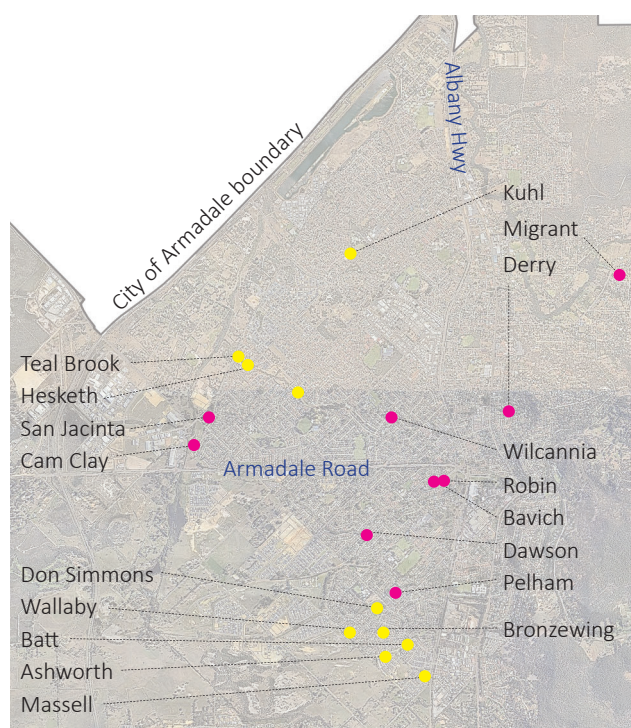 Albany Hwy
City of Armadale boundary
Kuhl
Migrant
Derry
Teal Brook
Hesketh
San Jacinta
Cam Clay
Armadale Road
Wilcannia
Robin
Bavich
Dawson
Pelham
Don Simmons
Wallaby
Batt
Ashworth
Massell
Bronzewing